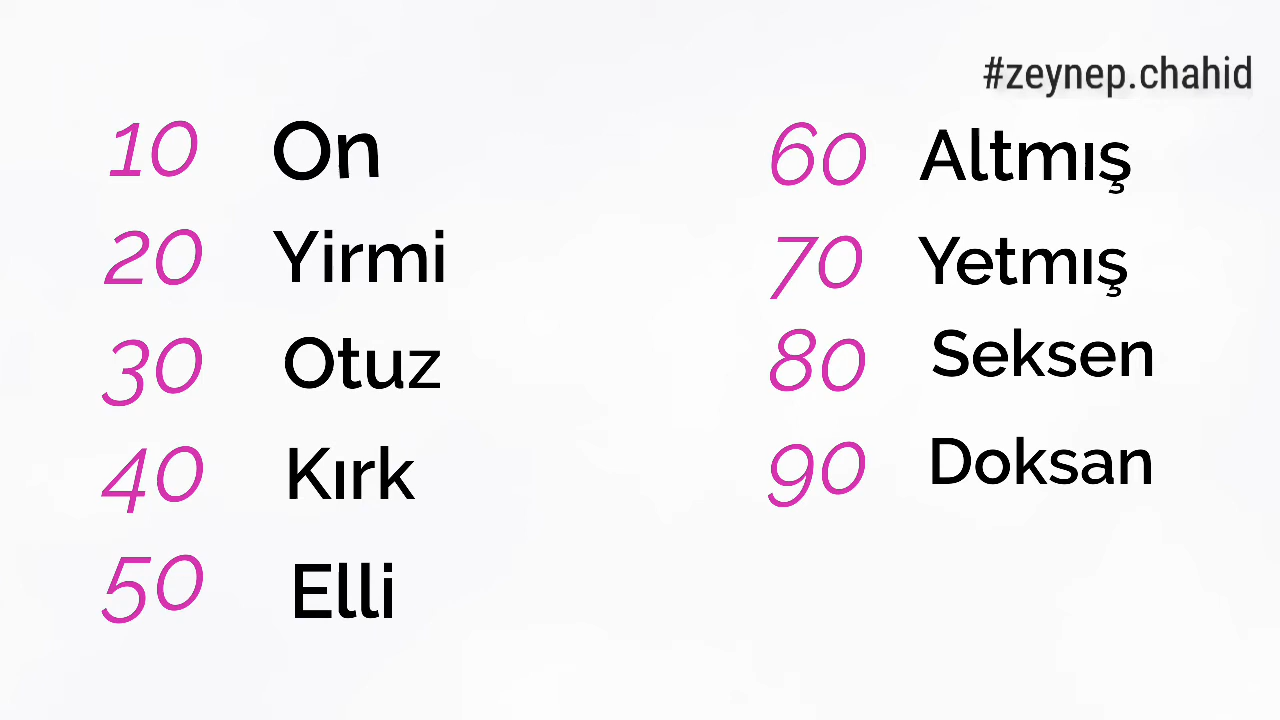 #zeynep.chahid
10 On
20 Yirmi
30 Otuz
40 Kırk
50 Elli
60 Altmış
70 Yetmış
80 Seksen
90 Doksan